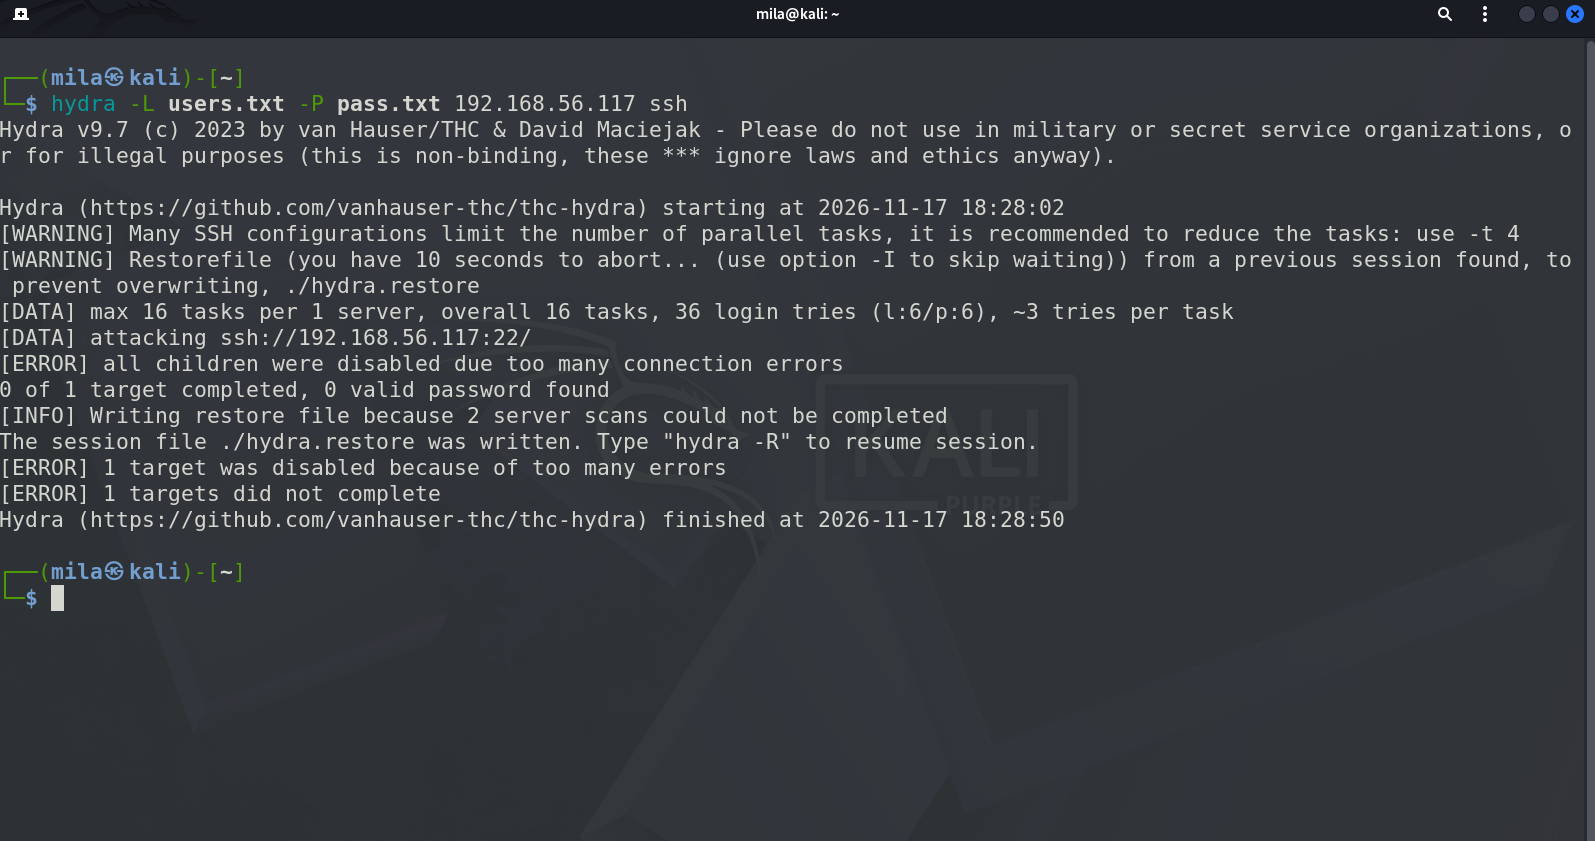 mila@kali: ~
┌──(mila㉿kali)-[~]
└─$ hydra -L users.txt -P pass.txt 192.168.56.117 ssh
Hydra v9.7 (c) 2023 by van Hauser/THC & David Maciejak - Please do not use in military or secret service organizations, o
r for illegal purposes (this is non-binding, these *** ignore laws and ethics anyway).
Hydra (https://github.com/vanhauser-thc/thc-hydra) starting at 2026-11-17 18:28:02
[WARNING] Many SSH configurations limit the number of parallel tasks, it is recommended to reduce the tasks: use -t 4
[WARNING] Restorefile (you have 10 seconds to abort... (use option -I to skip waiting)) from a previous session found, to
 prevent overwriting, ./hydra.restore
[DATA] max 16 tasks per 1 server, overall 16 tasks, 36 login tries (l:6/p:6), ~3 tries per task
[DATA] attacking ssh://192.168.56.117:22/
[ERROR] all children were disabled due too many connection errors
0 of 1 target completed, 0 valid password found
[INFO] Writing restore file because 2 server scans could not be completed
The session file ./hydra.restore was written. Type "hydra -R" to resume session.
[ERROR] 1 target was disabled because of too many errors
[ERROR] 1 targets did not complete
Hydra (https://github.com/vanhauser-thc/thc-hydra) finished at 2026-11-17 18:28:50
┌──(mila㉿kali)-[~]
└─$
KALI
PURPLE